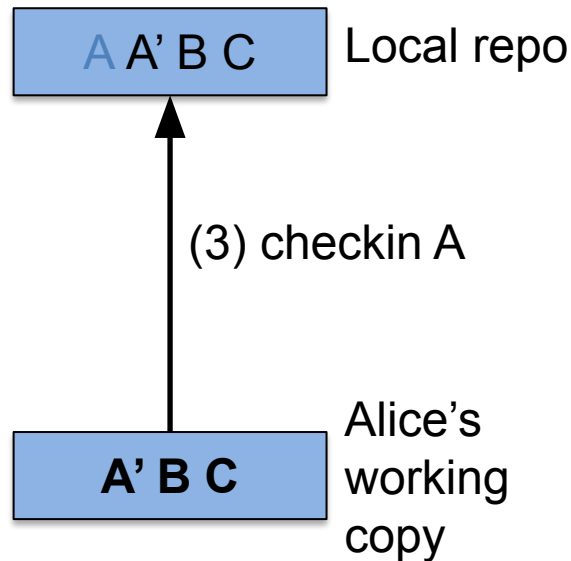 A A’ B C
Local repo
(3) checkin A
A’ B C
Alice’s
working
copy